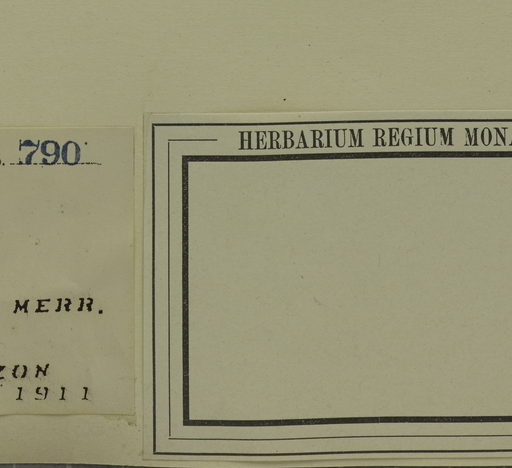 790
MERR.
ZON
1911
HERBARIUM REGIUM MONA